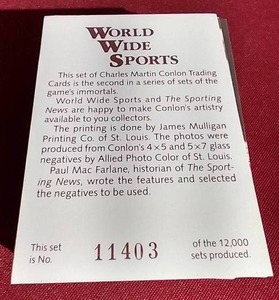 WORLD
WIDE
SPORTS
This set of Charles Martin Conlon Trading
Cards is the second in a series of sets of the
game's immortals.
World Wide Sports and The Sporting
News are happy to make Conlon's artistry
available to you collectors.
The printing is done by James Mulligan
Printing Co. of St. Louis. The photos were
produced from Conlon's 4×5 and 5×7 glass
negatives by Allied Photo Color of St. Louis.
Paul Mac Farlane, historian of The Sport-
ing News, wrote the features and selected
the negatives to be used.
This set
is No.
11403
of the 12,000
sets produced.